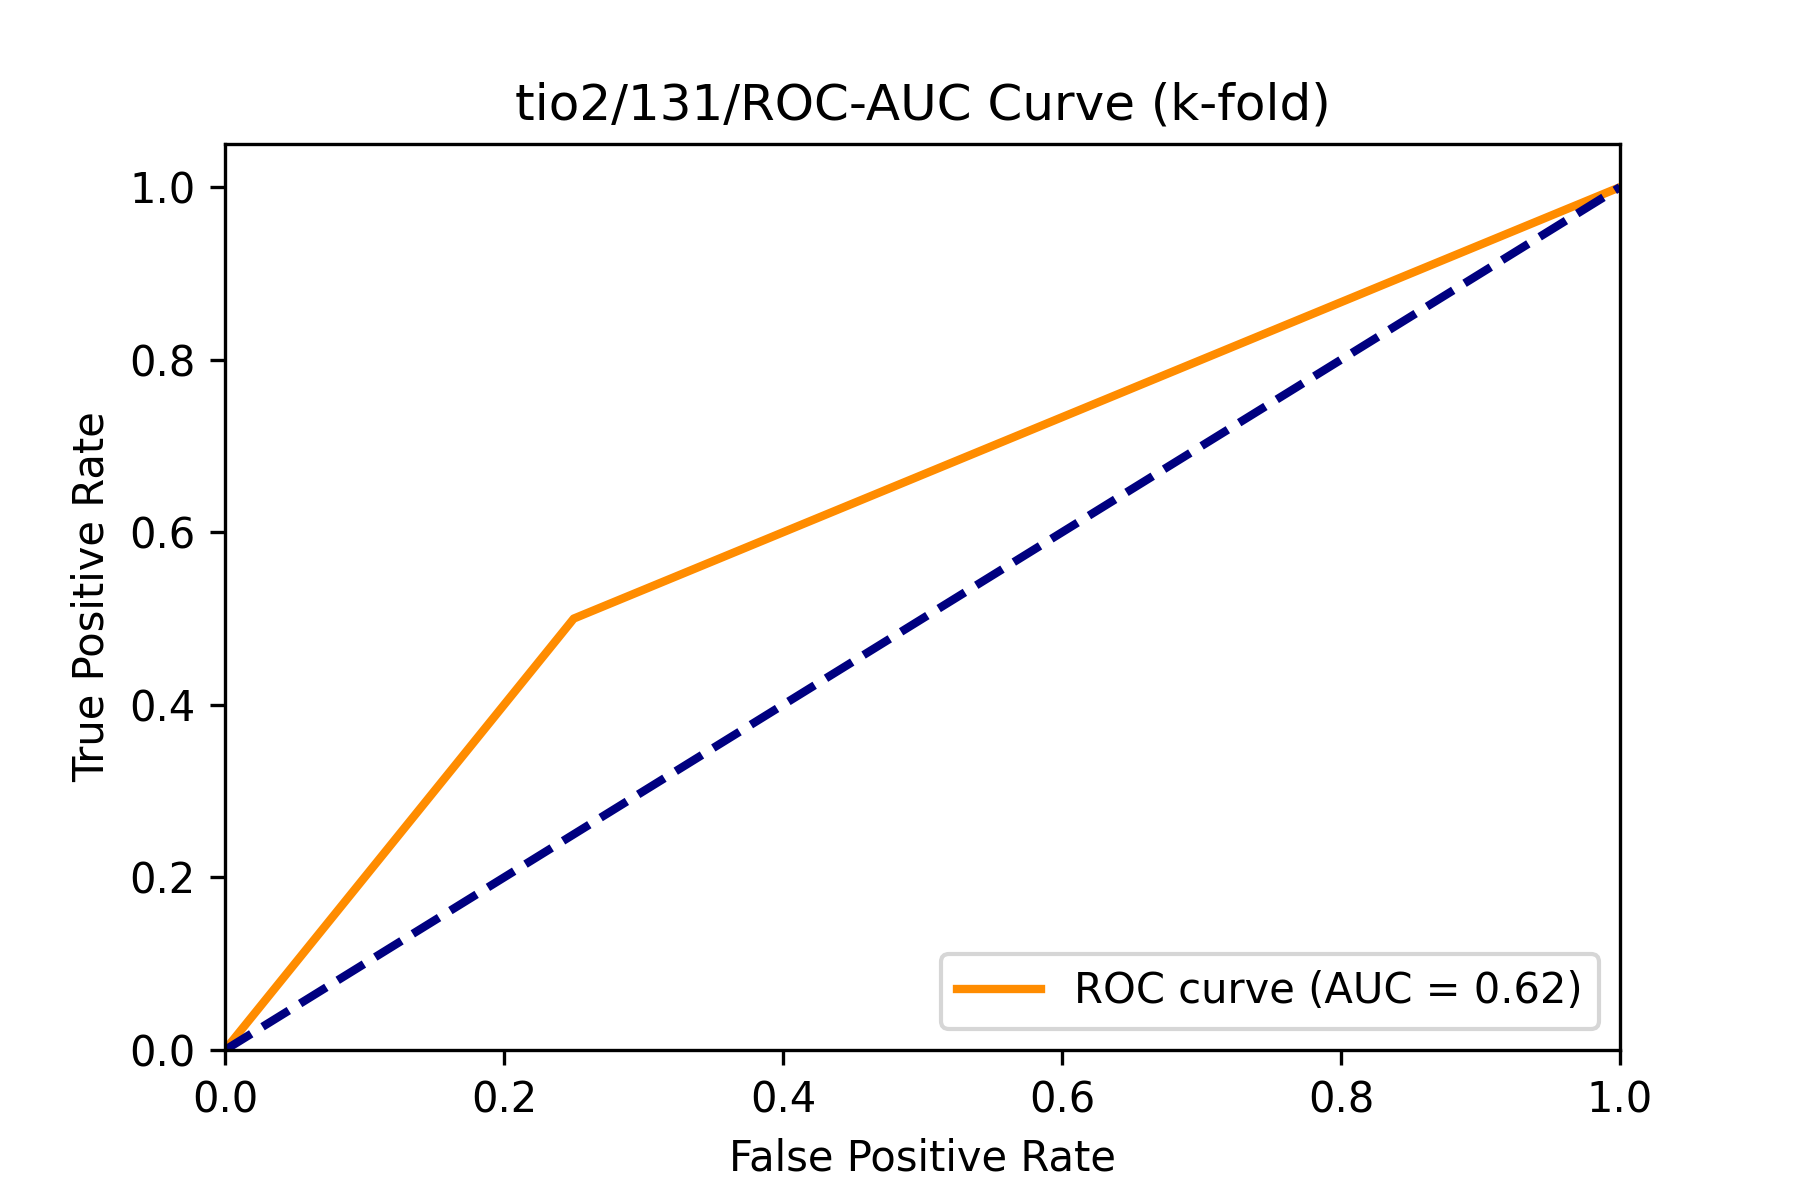 tio2/131/ROC-AUC Curve (k-fold)
1.0
0.8
0.6
0.4
0.2
0.0
True Positive Rate
ROC curve (AUC = 0.62)
0.0 0.2 0.4 0.6 0.8 1.0
False Positive Rate